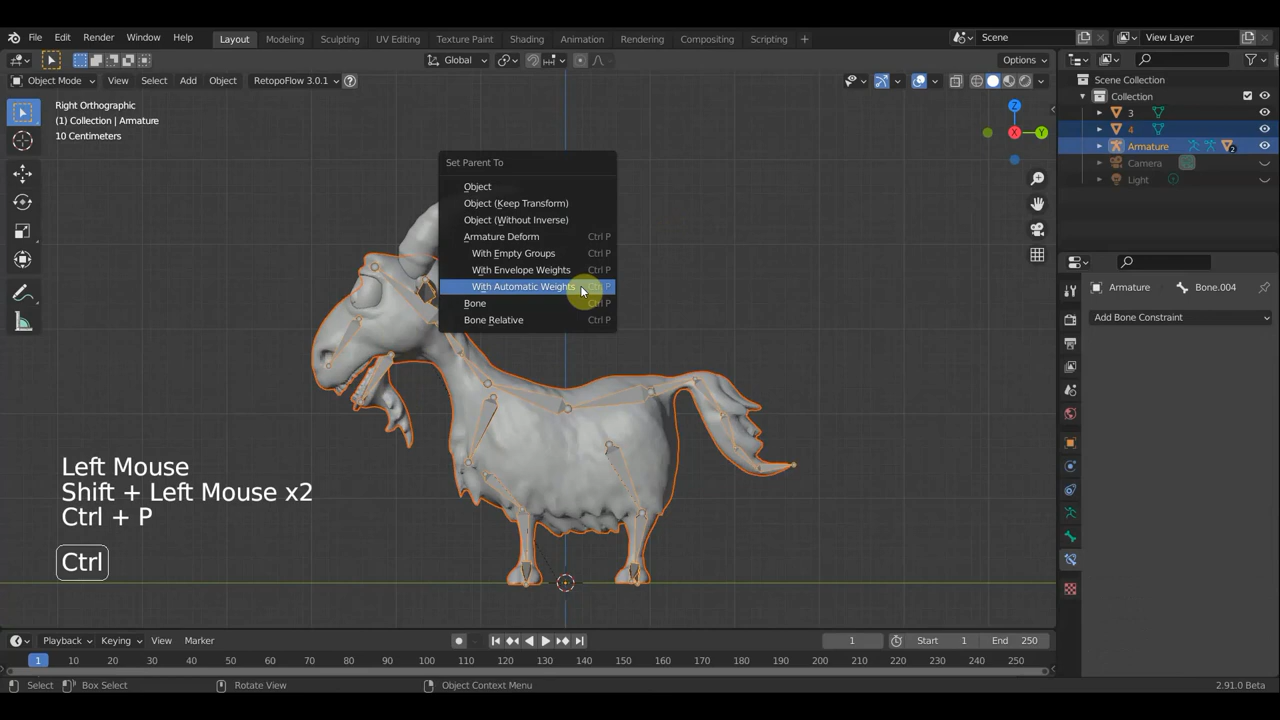 File Edit Render Window Help Layout Modeling Sculpting UV Editing Texture Paint Shading Animation Rendering Compositing Scripting + Scene View Layer
Global Options
Object Mode View Select Add Object RetopoFlow 3.0.1
Scene Collection
Collection
3
4
Armature 2
Camera
Light
Right Orthographic
(1) Collection | Armature
10 Centimeters
Z
X Y
Set Parent To
Object
Object (Keep Transform)
Object (Without Inverse)
Armature Deform Ctrl P
With Empty Groups Ctrl P
With Envelope Weights Ctrl P
With Automatic Weights Ctrl P
Bone Ctrl P
Bone Relative Ctrl P
Armature Bone.004
Add Bone Constraint
Left Mouse
Shift + Left Mouse x2
Ctrl + P
Ctrl
Playback Keying View Marker 1 Start 1 End 250
1 10 20 30 40 50 60 70 80 90 100 110 120 130 140 150 160 170 180 190 200 210 220 230 240 250
Select Box Select Rotate View Object Context Menu 2.91.0 Beta